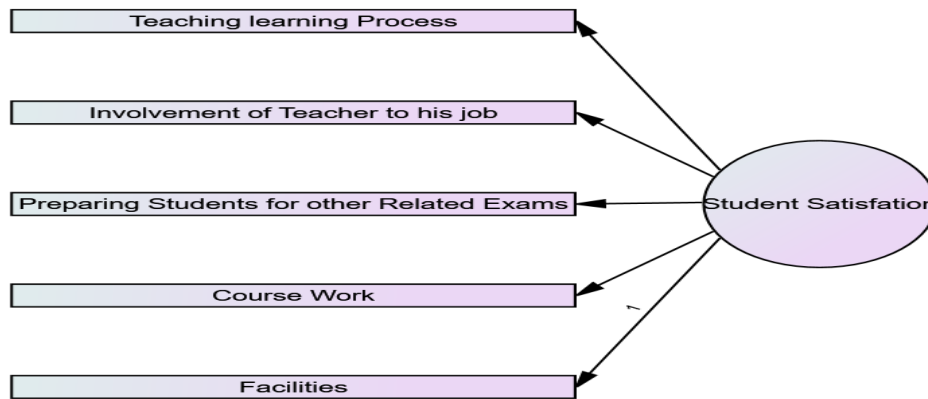 Teaching learning Process
Involvement of Teacher to his job
Preparing Students for other Related Exams
Student Satisfation
Course Work
1
Facilities